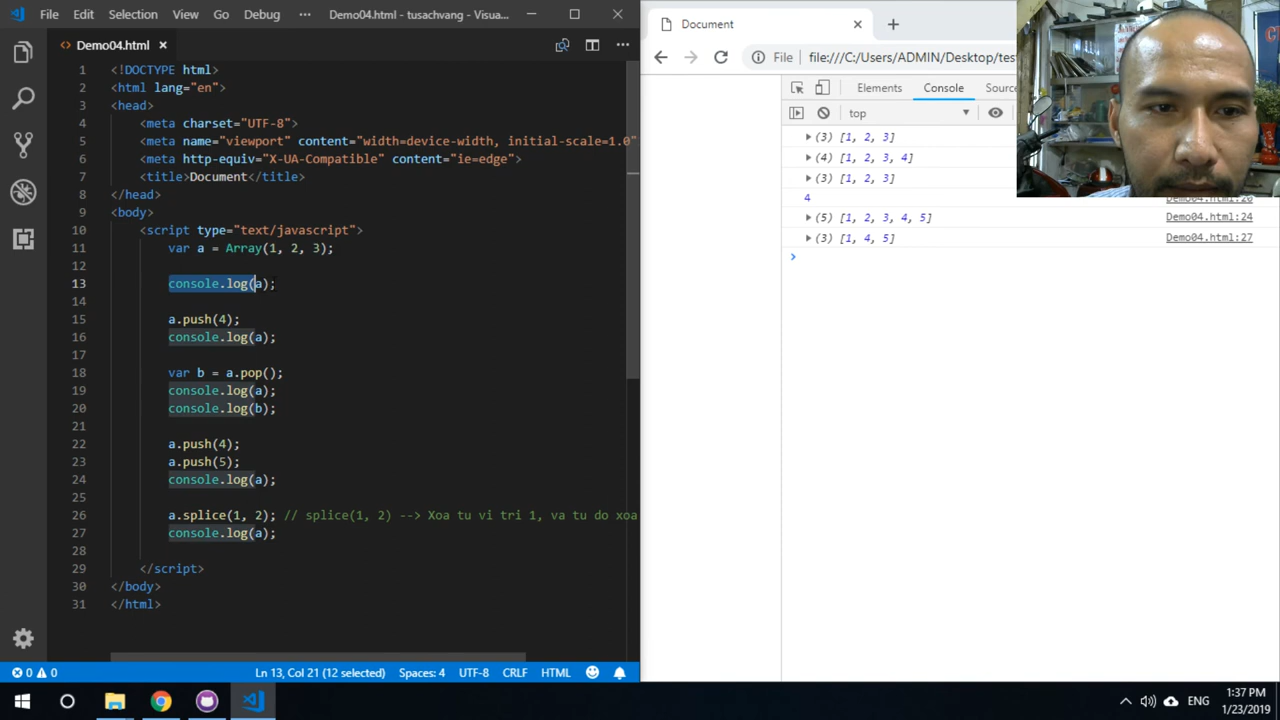 File Edit Selection View Go Debug ··· Demo04.html - tusachvang - Visua...
Demo04.html
1 <!DOCTYPE html>
2 <html lang="en">
3 <head>
4 <meta charset="UTF-8">
5 <meta name="viewport" content="width=device-width, initial-scale=1.0"
6 <meta http-equiv="X-UA-Compatible" content="ie=edge">
7 <title>Document</title>
8 </head>
9 <body>
10 <script type="text/javascript">
11 var a = Array(1, 2, 3);
12
13 console.log(a);
14
15 a.push(4);
16 console.log(a);
17
18 var b = a.pop();
19 console.log(a);
20 console.log(b);
21
22 a.push(4);
23 a.push(5);
24 console.log(a);
25
26 a.splice(1, 2); // splice(1, 2) --> Xoa tu vi tri 1, va tu do xoa
27 console.log(a);
28
29 </script>
30 </body>
31 </html>
0 0 Ln 13, Col 21 (12 selected) Spaces: 4 UTF-8 CRLF HTML
Document
File file:///C:/Users/ADMIN/Desktop/tes
Elements Console Sourc
top
(3) [1, 2, 3]
(4) [1, 2, 3, 4]
(3) [1, 2, 3]
4 Demo04.html:20
(5) [1, 2, 3, 4, 5] Demo04.html:24
(3) [1, 4, 5] Demo04.html:27
ENG
1:37 PM
1/23/2019